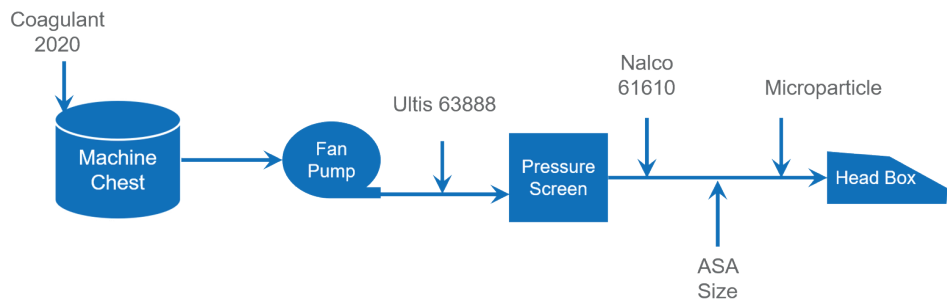 Coagulant
2020
Machine
Chest
Fan
Pump
Ultis 63888
Pressure
Screen
Nalco
61610
Microparticle
ASA
Size
Head Box